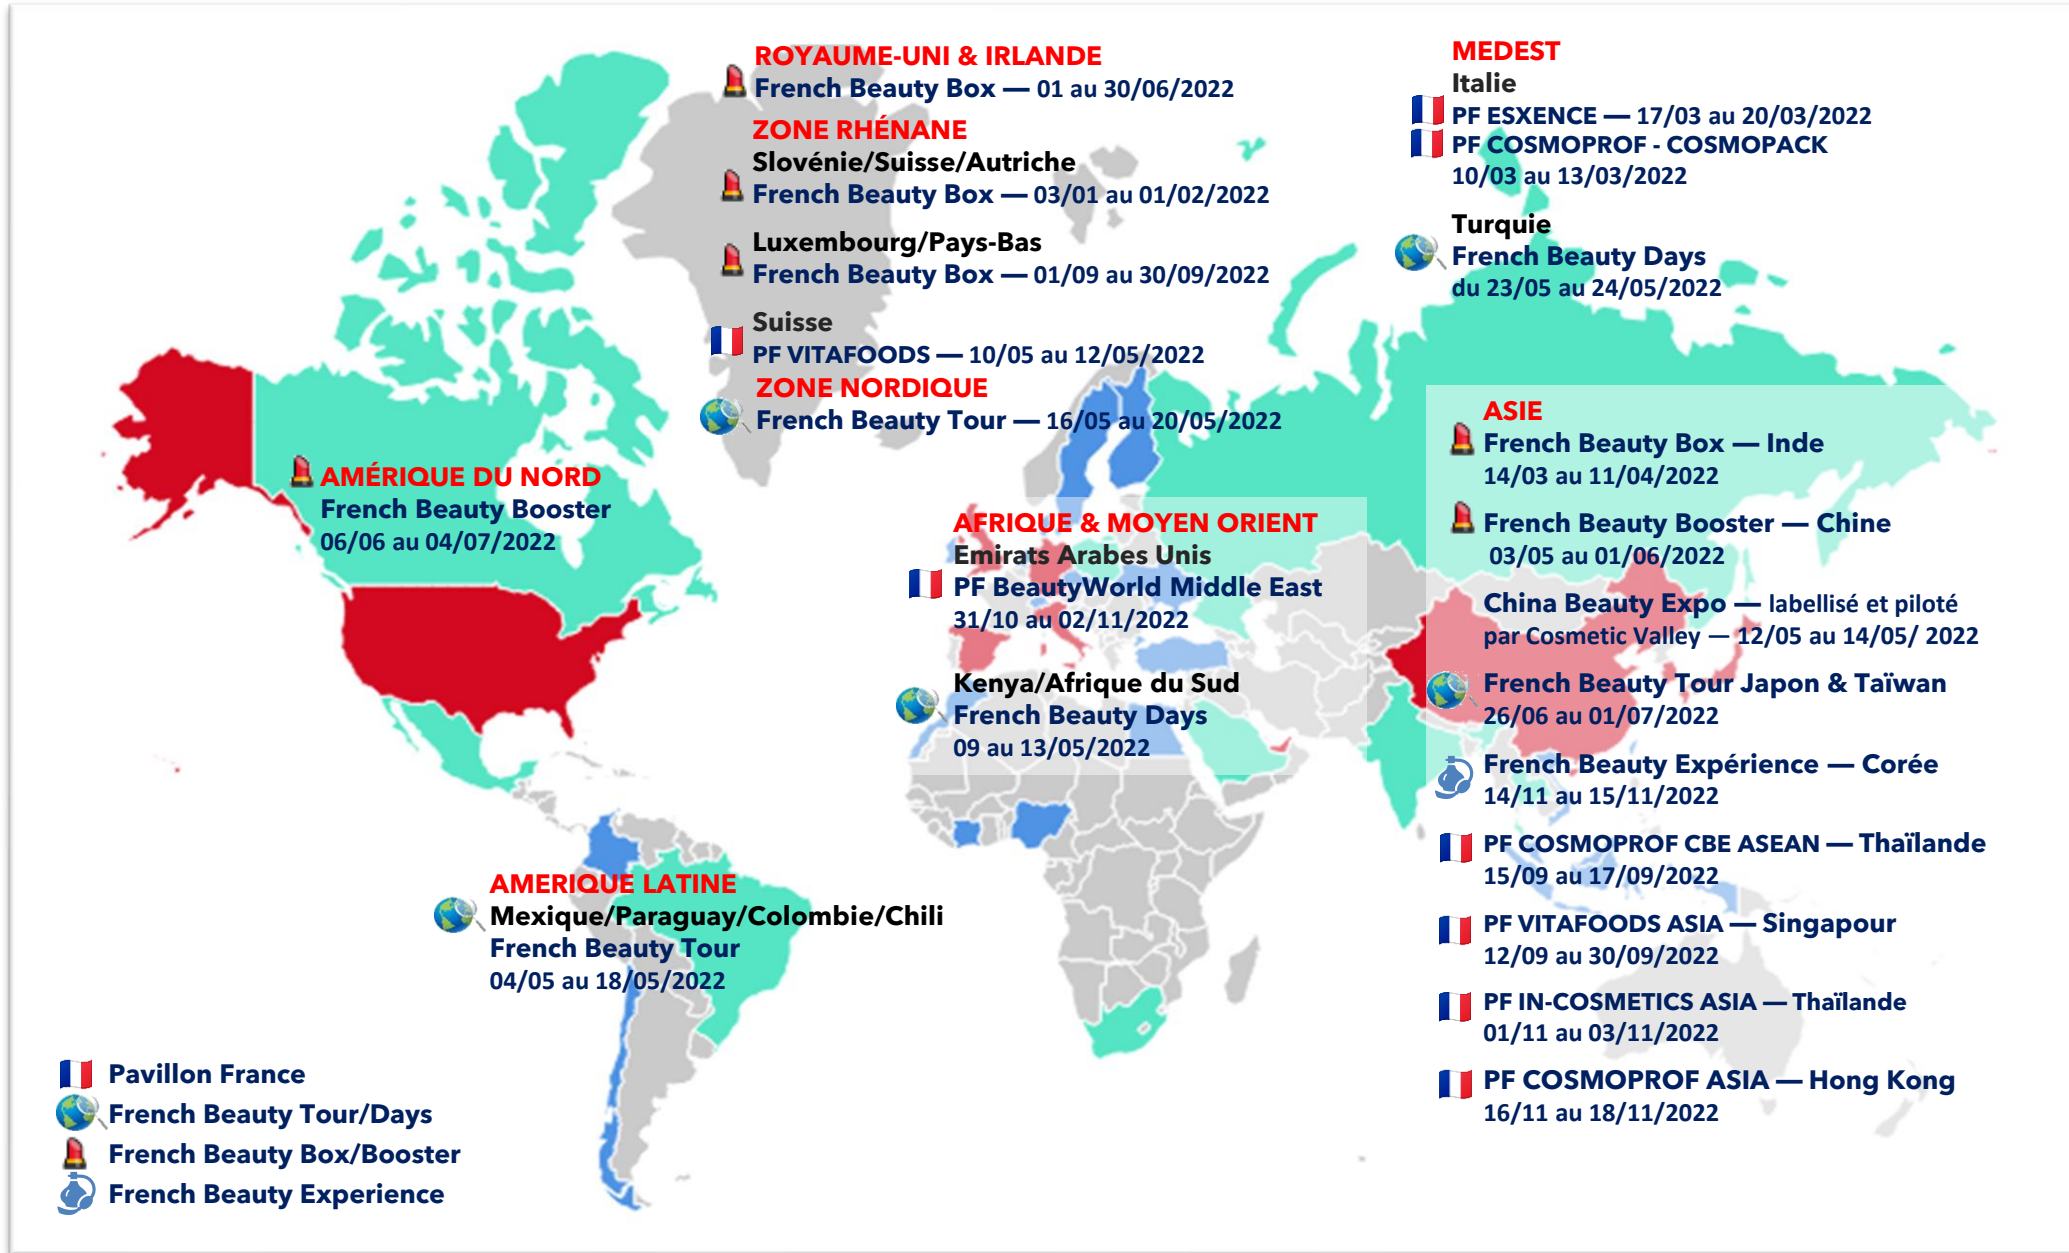 ROYAUME-UNI & IRLANDE
French Beauty Box — 01 au 30/06/2022
ZONE RHÉNANE
Slovénie/Suisse/Autriche
French Beauty Box — 03/01 au 01/02/2022
Luxembourg/Pays-Bas
French Beauty Box — 01/09 au 30/09/2022
Suisse
PF VITAFOODS — 10/05 au 12/05/2022
ZONE NORDIQUE
French Beauty Tour — 16/05 au 20/05/2022
MEDEST
Italie
PF ESXENCE — 17/03 au 20/03/2022
PF COSMOPROF - COSMOPACK
10/03 au 13/03/2022
Turquie
French Beauty Days
du 23/05 au 24/05/2022
AMÉRIQUE DU NORD
French Beauty Booster
06/06 au 04/07/2022
AFRIQUE & MOYEN ORIENT
Emirats Arabes Unis
PF BeautyWorld Middle East
31/10 au 02/11/2022
Kenya/Afrique du Sud
French Beauty Days
09 au 13/05/2022
ASIE
French Beauty Box — Inde
14/03 au 11/04/2022
French Beauty Booster — Chine
03/05 au 01/06/2022
China Beauty Expo — labellisé et piloté
par Cosmetic Valley — 12/05 au 14/05/ 2022
French Beauty Tour Japon & Taïwan
26/06 au 01/07/2022
French Beauty Expérience — Corée
14/11 au 15/11/2022
PF COSMOPROF CBE ASEAN — Thaïlande
15/09 au 17/09/2022
PF VITAFOODS ASIA — Singapour
12/09 au 30/09/2022
PF IN-COSMETICS ASIA — Thaïlande
01/11 au 03/11/2022
PF COSMOPROF ASIA — Hong Kong
16/11 au 18/11/2022
AMERIQUE LATINE
Mexique/Paraguay/Colombie/Chili
French Beauty Tour
04/05 au 18/05/2022
Pavillon France
French Beauty Tour/Days
French Beauty Box/Booster
French Beauty Experience